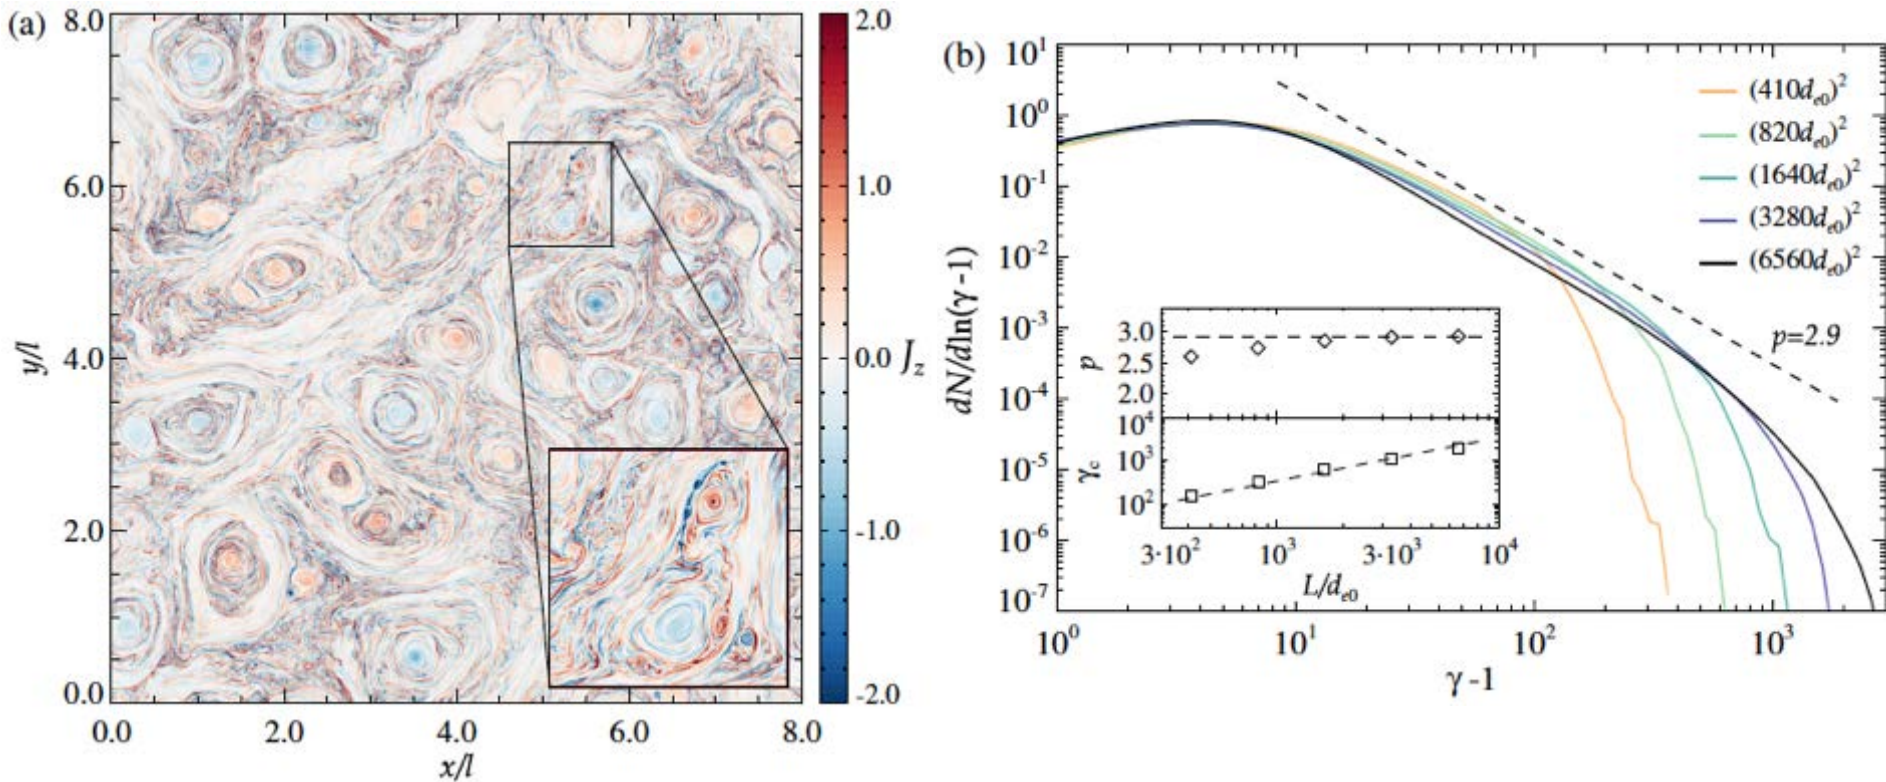 (a)
8.0
6.0
4.0
2.0
0.0
y/l
0.0 2.0 4.0 6.0 8.0
x/l
2.0
1.0
0.0
-1.0
-2.0
J_z
(b)
10^1
10^0
10^-1
10^-2
10^-3
10^-4
10^-5
10^-6
10^-7
dN/dln(γ -1)
(410d_e0)^2
(820d_e0)^2
(1640d_e0)^2
(3280d_e0)^2
(6560d_e0)^2
p=2.9
3.0
2.5
2.0
p
10^4
10^3
10^2
γ_c
3·10^2 10^3 3·10^3 10^4
L/d_e0
10^0 10^1 10^2 10^3
γ -1